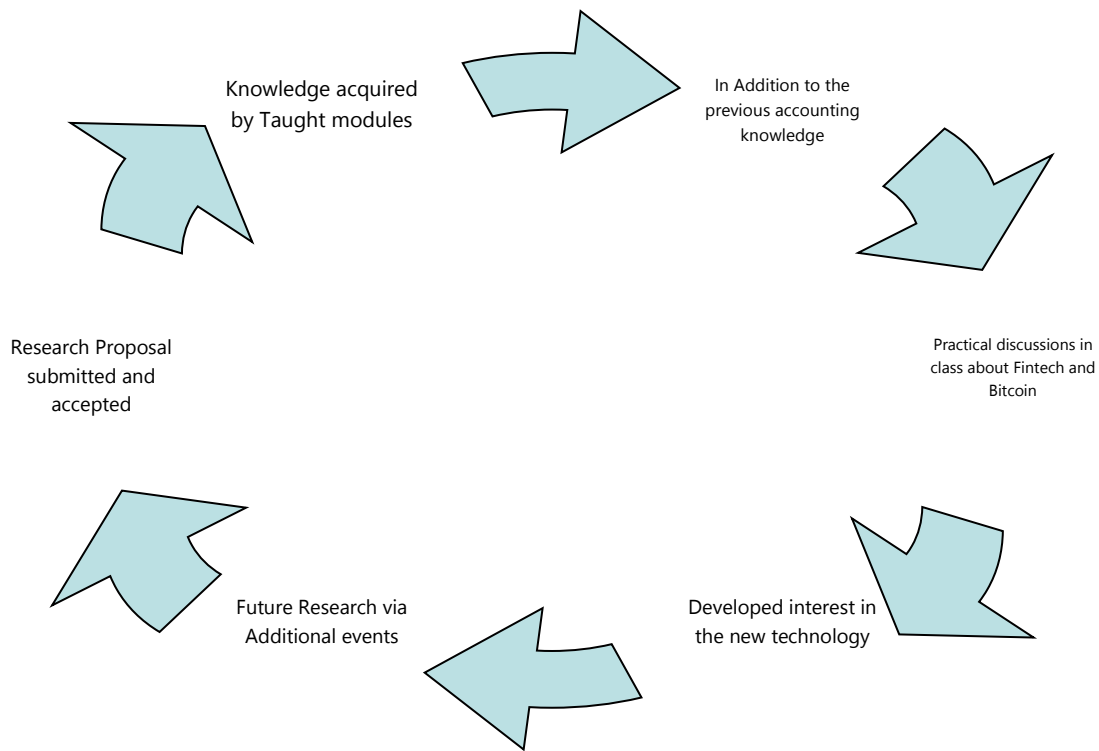 Knowledge acquired
by Taught modules
In Addition to the
previous accounting
knowledge
Practical discussions in
class about Fintech and
Bitcoin
Developed interest in
the new technology
Future Research via
Additional events
Research Proposal
submitted and
accepted